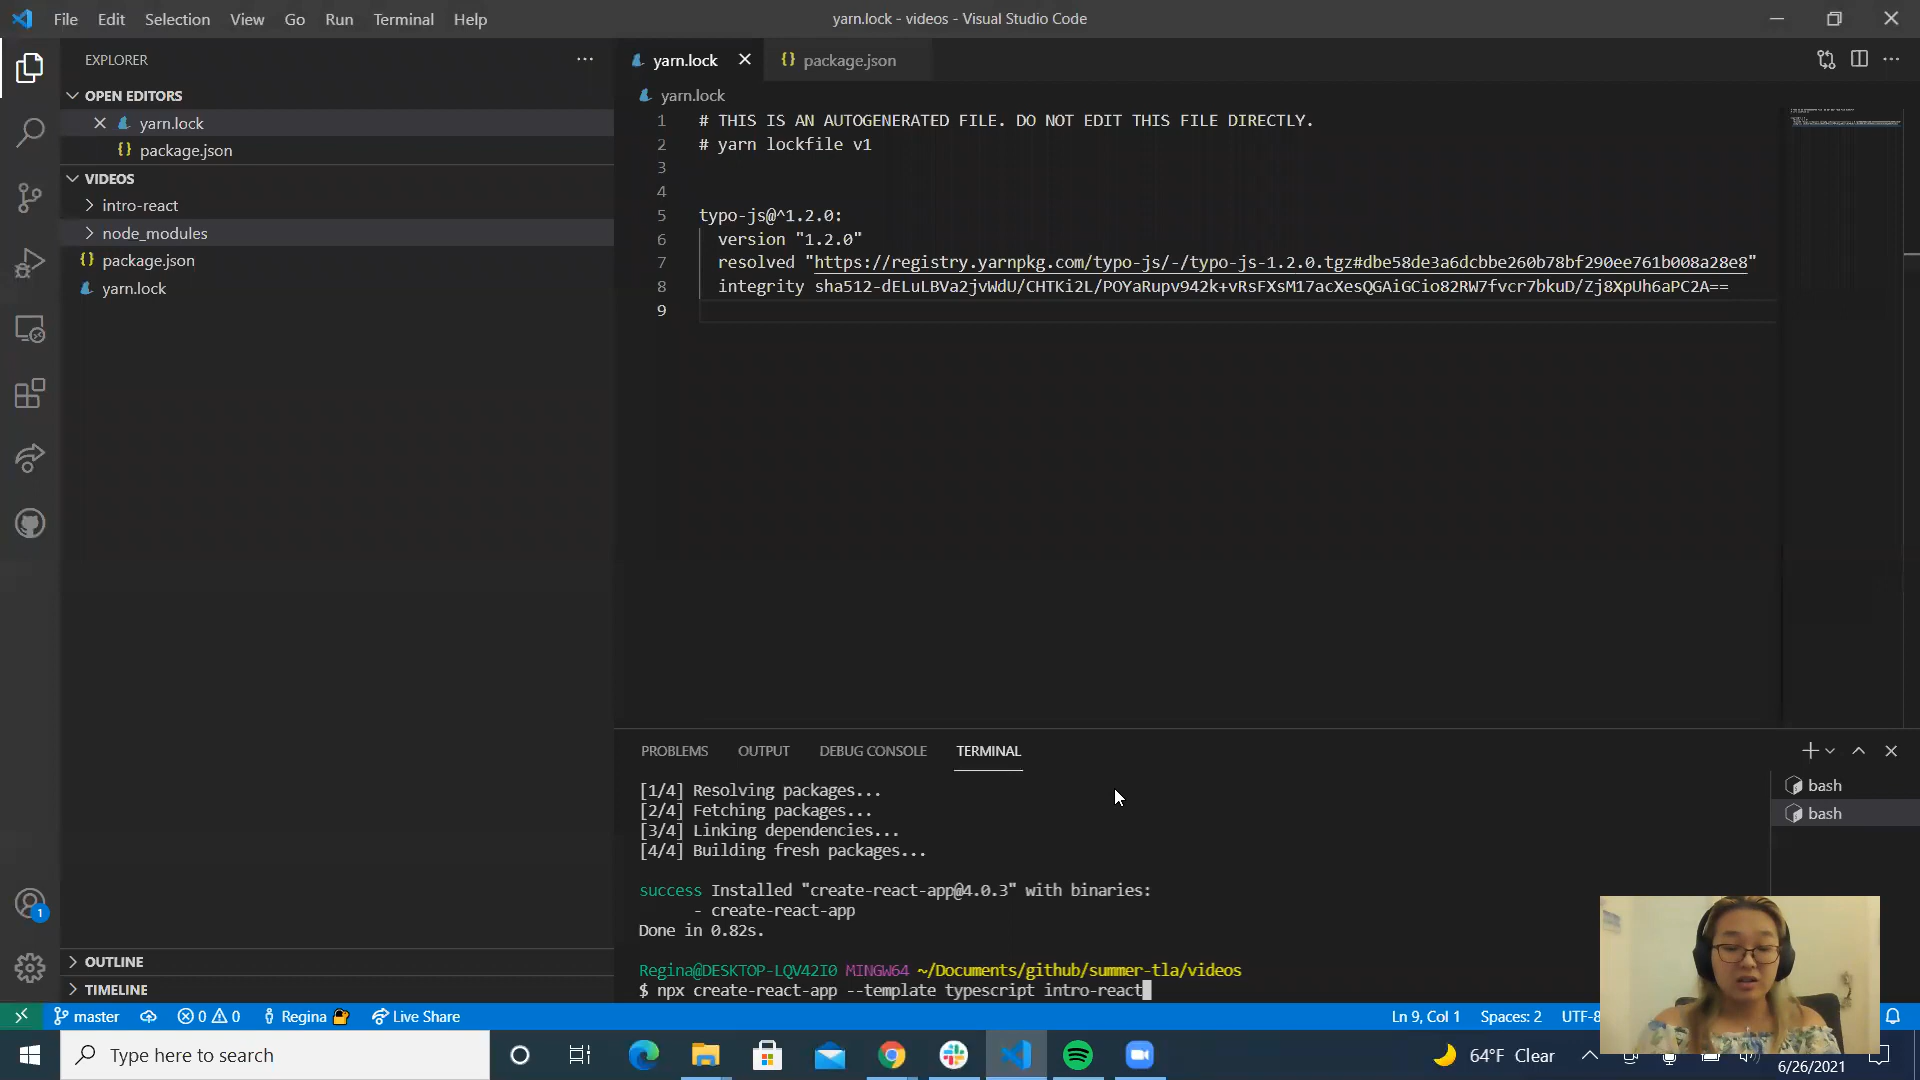 File Edit Selection View Go Run Terminal Help
yarn.lock - videos - Visual Studio Code
EXPLORER
OPEN EDITORS
yarn.lock
package.json
VIDEOS
intro-react
node_modules
package.json
yarn.lock
OUTLINE
TIMELINE
yarn.lock
package.json
yarn.lock
1 # THIS IS AN AUTOGENERATED FILE. DO NOT EDIT THIS FILE DIRECTLY.
2 # yarn lockfile v1
3
4
5 typo-js@^1.2.0:
6 version "1.2.0"
7 resolved "https://registry.yarnpkg.com/typo-js/-/typo-js-1.2.0.tgz#dbe58de3a6dcbbe260b78bf290ee761b008a28e8"
8 integrity sha512-dELuLBVa2jvWdU/CHTKi2L/POYaRupv942k+vRsFXsM17acXesQGAiGCio82RW7fvcr7bkuD/Zj8XpUh6aPC2A==
9
PROBLEMS OUTPUT DEBUG CONSOLE TERMINAL
[1/4] Resolving packages...
[2/4] Fetching packages...
[3/4] Linking dependencies...
[4/4] Building fresh packages...
success Installed "create-react-app@4.0.3" with binaries:
- create-react-app
Done in 0.82s.
Regina@DESKTOP-LQV42I0 MINGW64 ~/Documents/github/summer-tla/videos
$ npx create-react-app --template typescript intro-react
bash
bash
1
master 0 0 Regina Live Share
Ln 9, Col 1 Spaces: 2 UTF-8
Type here to search
64°F Clear
6/26/2021